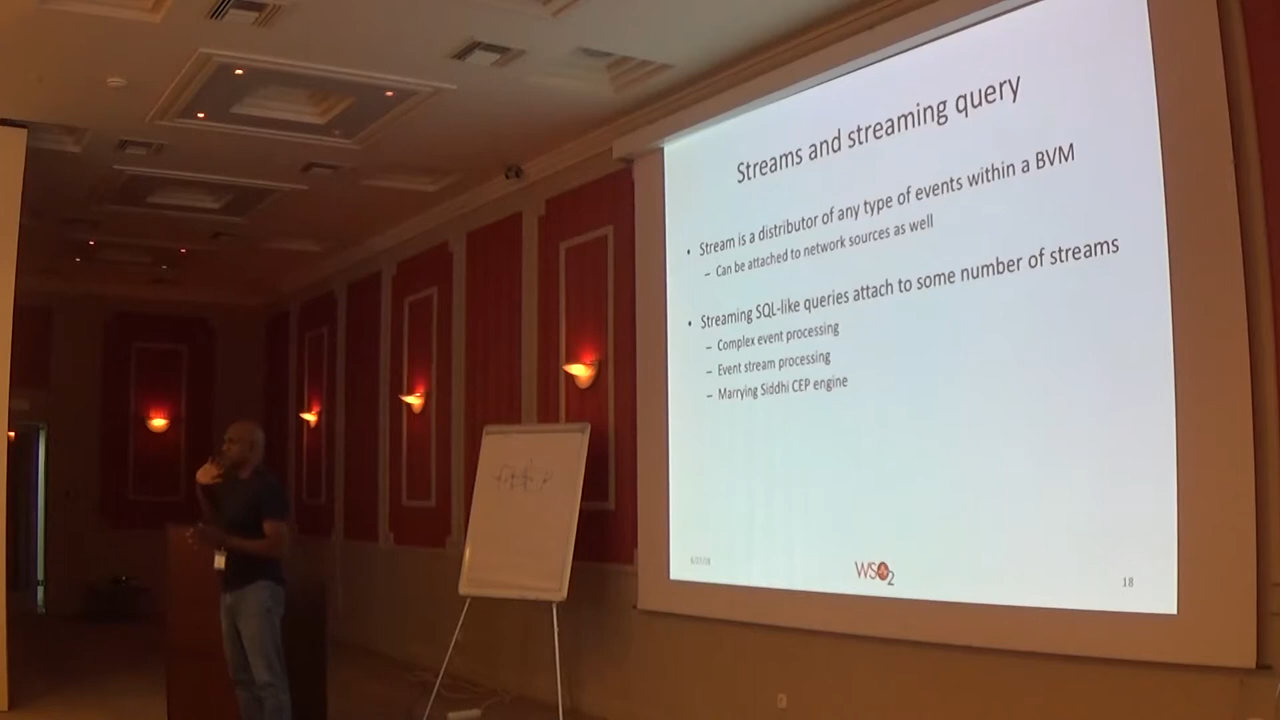 Streams and streaming query
• Stream is a distributor of any type of events within a BVM
– Can be attached to network sources as well
• Streaming SQL-like queries attach to some number of streams
– Complex event processing
– Event stream processing
– Marrying Siddhi CEP engine
WSO2
18